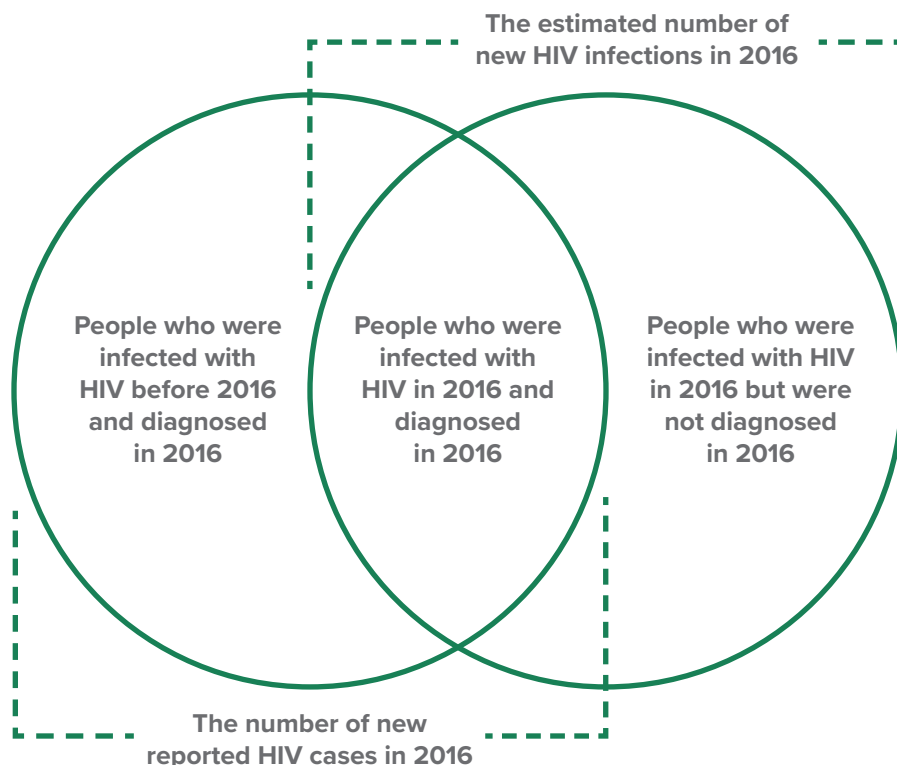 The estimated number of
new HIV infections in 2016
People who were
infected with
HIV before 2016
and diagnosed
in 2016
People who were
infected with
HIV in 2016 and
diagnosed
in 2016
People who were
infected with HIV
in 2016 but were
not diagnosed
in 2016
The number of new
reported HIV cases in 2016